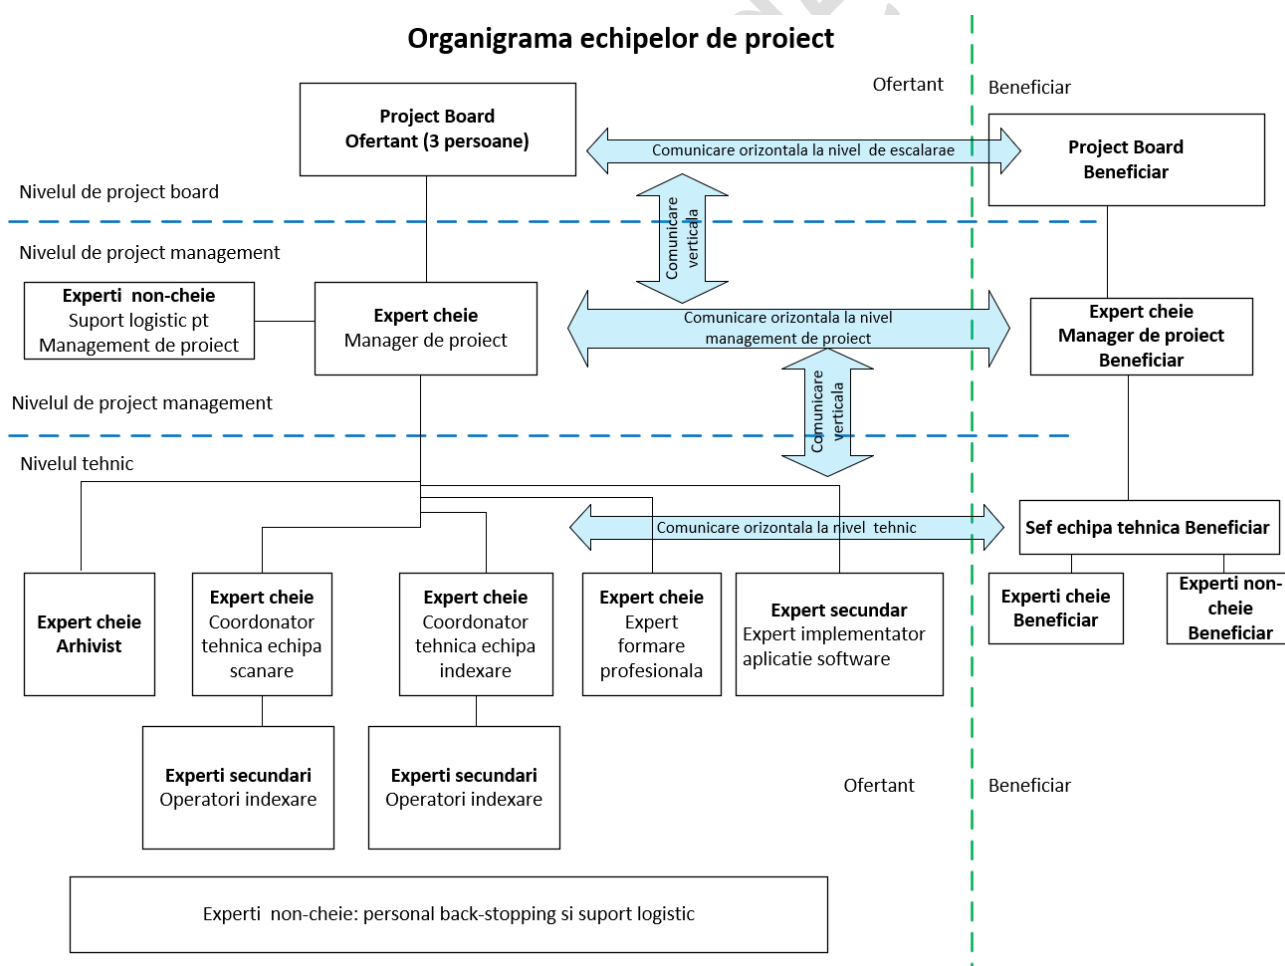 Organigrama echipelor de proiect
Ofertant
Beneficiar
Project Board
Ofertant (3 persoane)
Comunicare orizontala la nivel de escalarae
Project Board
Beneficiar
Nivelul de project board
Comunicare
verticala
Nivelul de project management
Experti non-cheie
Suport logistic pt
Management de proiect
Expert cheie
Manager de proiect
Comunicare orizontala la nivel
management de proiect
Expert cheie
Manager de proiect
Beneficiar
Comunicare
verticala
Nivelul de project management
Nivelul tehnic
Comunicare orizontala la nivel tehnic
Sef echipa tehnica Beneficiar
Expert cheie
Arhivist
Expert cheie
Coordonator
tehnica echipa
scanare
Expert cheie
Coordonator
tehnica echipa
indexare
Expert cheie
Expert
formare
profesionala
Expert secundar
Expert implementator
aplicatie software
Experti cheie
Beneficiar
Experti non-
cheie
Beneficiar
Experti secundari
Operatori indexare
Experti secundari
Operatori indexare
Ofertant
Beneficiar
Experti non-cheie: personal back-stopping si suport logistic